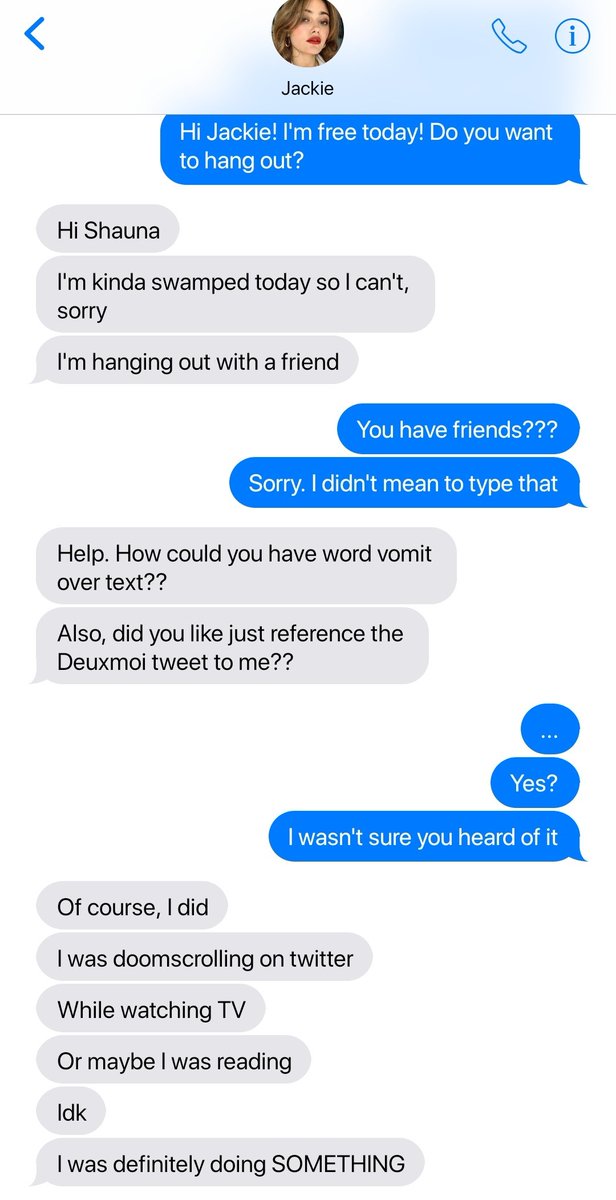 Jackie
Hi Jackie! I'm free today! Do you want
to hang out?
Hi Shauna
I'm kinda swamped today so I can't,
sorry
I'm hanging out with a friend
You have friends???
Sorry. I didn't mean to type that
Help. How could you have word vomit
over text??
Also, did you like just reference the
Deuxmoi tweet to me??
...
Yes?
I wasn't sure you heard of it
Of course, I did
I was doomscrolling on twitter
While watching TV
Or maybe I was reading
Idk
I was definitely doing SOMETHING